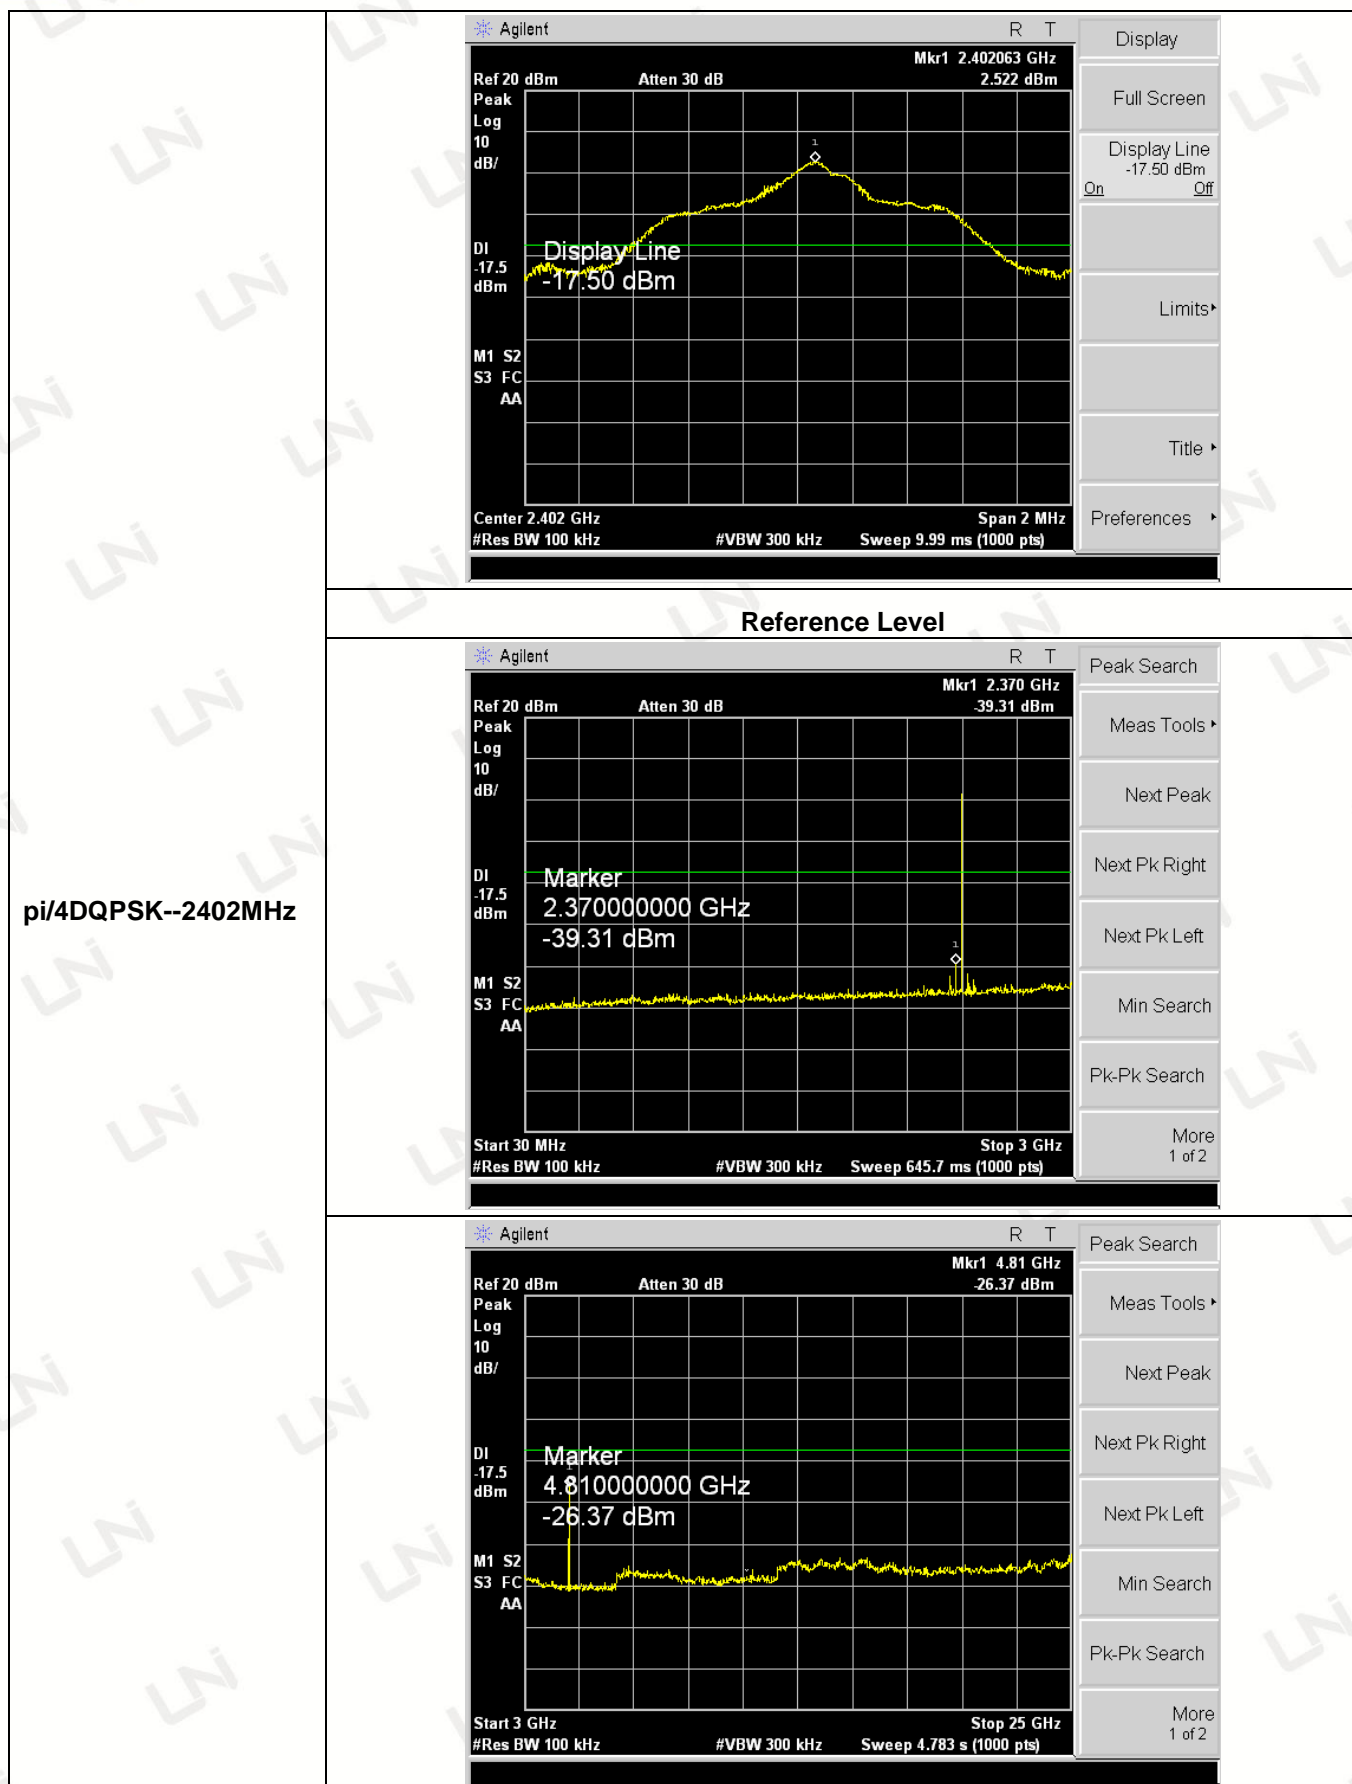 pi/4DQPSK--2402MHz
Agilent R T
Mkr1 2.402063 GHz
Ref 20 dBm Atten 30 dB 2.522 dBm
Peak
Log
10
dB/
1
DI
-17.5
dBm
Display Line
-17.50 dBm
M1 S2
S3 FC
AA
Center 2.402 GHz Span 2 MHz
#Res BW 100 kHz #VBW 300 kHz Sweep 9.99 ms (1000 pts)
Display
Full Screen
Display Line
-17.50 dBm
On Off
Limits
Title
Preferences
Reference Level
Agilent R T
Mkr1 2.370 GHz
Ref 20 dBm Atten 30 dB -39.31 dBm
Peak
Log
10
dB/
DI
-17.5
dBm
Marker
2.370000000 GHz
-39.31 dBm
1
M1 S2
S3 FC
AA
Start 30 MHz Stop 3 GHz
#Res BW 100 kHz #VBW 300 kHz Sweep 645.7 ms (1000 pts)
Peak Search
Meas Tools
Next Peak
Next Pk Right
Next Pk Left
Min Search
Pk-Pk Search
More
1 of 2
Agilent R T
Mkr1 4.81 GHz
Ref 20 dBm Atten 30 dB -26.37 dBm
Peak
Log
10
dB/
DI
-17.5
dBm
Marker
1
4.810000000 GHz
-26.37 dBm
M1 S2
S3 FC
AA
Start 3 GHz Stop 25 GHz
#Res BW 100 kHz #VBW 300 kHz Sweep 4.783 s (1000 pts)
Peak Search
Meas Tools
Next Peak
Next Pk Right
Next Pk Left
Min Search
Pk-Pk Search
More
1 of 2